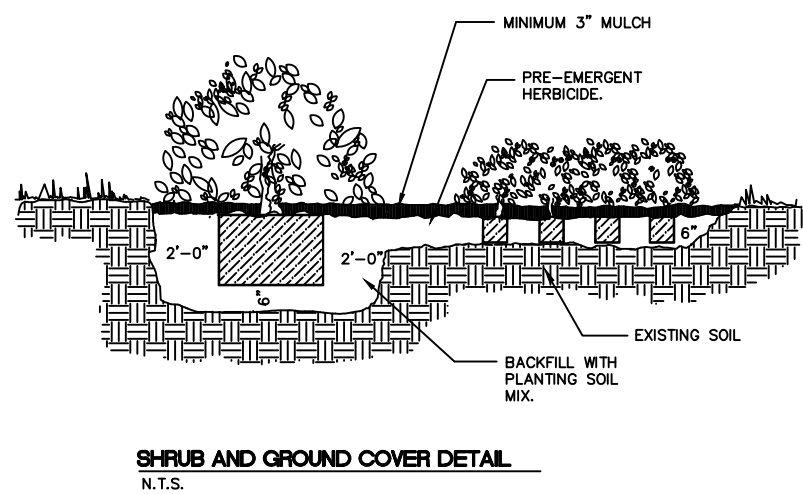 MINIMUM 3" MULCH
PRE-EMERGENT
HERBICIDE.
2'-0"
2'-0"
6"
6"
EXISTING SOIL
BACKFILL WITH
PLANTING SOIL
MIX.
SHRUB AND GROUND COVER DETAIL
N.T.S.